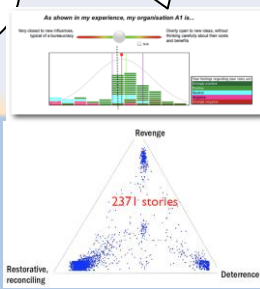 As shown in my experience, my organisation A1 is...
Very closed to new influences,
typical of a bureaucracy
Overly open to new ideas, without
thinking carefully about their costs
and benefits
Revenge
2371 stories
Restorative,
reconciling
Deterrence